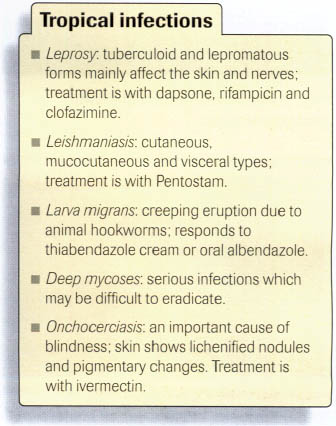 Tropical infections
■ Leprosy: tuberculoid and lepromatous
forms mainly affect the skin and nerves;
treatment is with dapsone, rifampicin and
clofazimine.
■ Leishmaniasis: cutaneous,
mucocutaneous and visceral types;
treatment is with Pentostam.
■ Larva migrans: creeping eruption due to
animal hookworms; responds to
thiabendazole cream or oral albendazole.
■ Deep mycoses: serious infections which
may be difficult to eradicate.
■ Onchocerciasis: an important cause of
blindness; skin shows lichenified nodules
and pigmentary changes. Treatment is
with ivermectin.